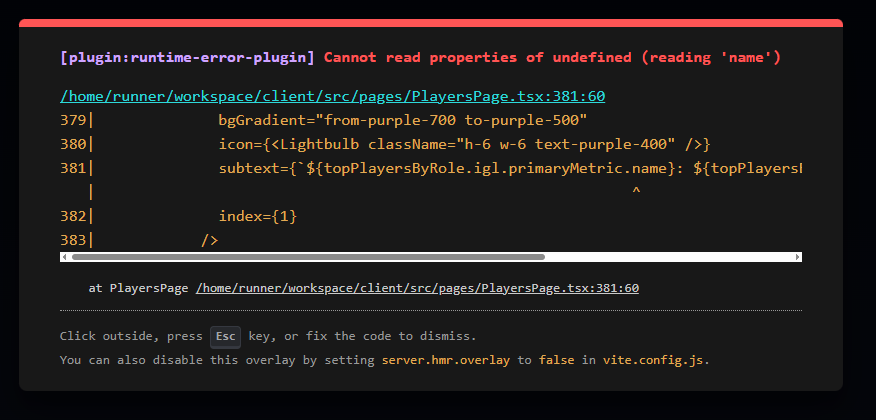 [plugin:runtime-error-plugin] Cannot read properties of undefined (reading 'name')
/home/runner/workspace/client/src/pages/PlayersPage.tsx:381:60
379|              bgGradient="from-purple-700 to-purple-500"
380|              icon={<Lightbulb className="h-6 w-6 text-purple-400" />}
381|              subtext={`${topPlayersByRole.igl.primaryMetric.name}: ${topPlayers
   |                                                            ^
382|              index={1}
383|            />
at PlayersPage /home/runner/workspace/client/src/pages/PlayersPage.tsx:381:60
Click outside, press Esc key, or fix the code to dismiss.
You can also disable this overlay by setting server.hmr.overlay to false in vite.config.js.